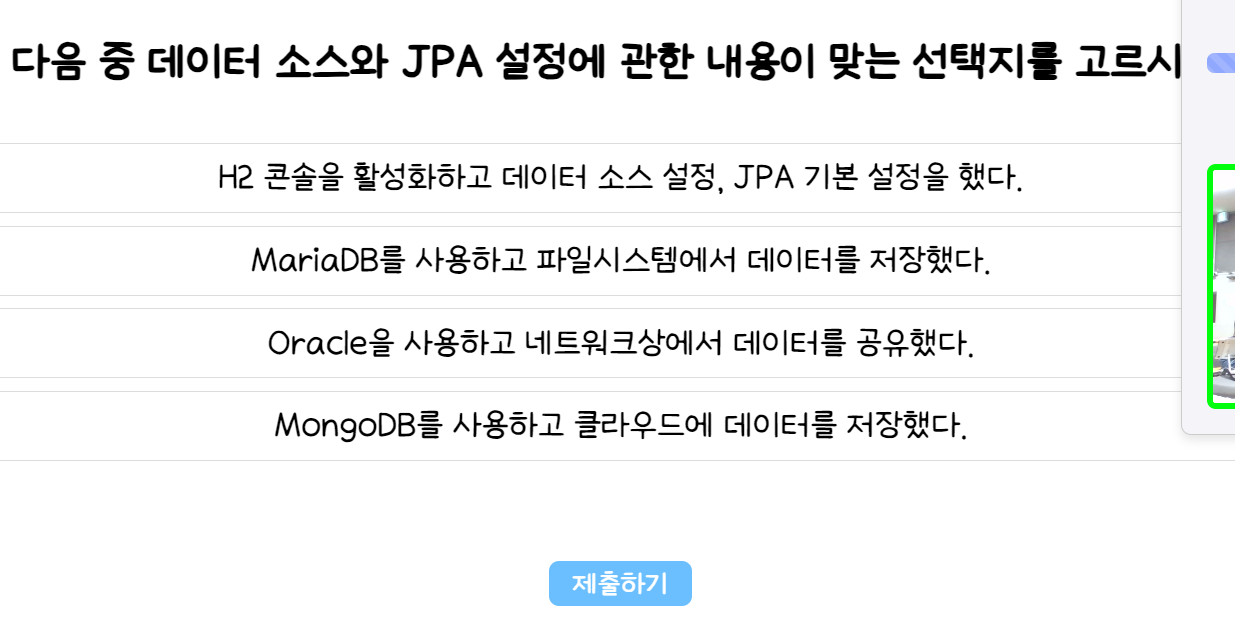 다음 중 데이터 소스와 JPA 설정에 관한 내용이 맞는 선택지를 고르시
H2 콘솔을 활성화하고 데이터 소스 설정, JPA 기본 설정을 했다.
MariaDB를 사용하고 파일시스템에서 데이터를 저장했다.
Oracle을 사용하고 네트워크상에서 데이터를 공유했다.
MongoDB를 사용하고 클라우드에 데이터를 저장했다.
제출하기